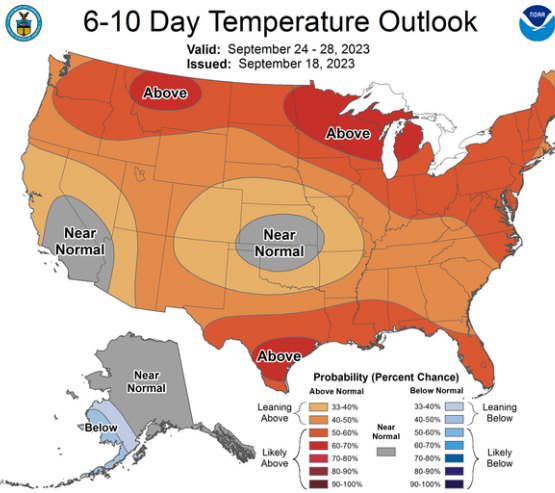 6-10 Day Temperature Outlook
NOAA
Valid: September 24 - 28, 2023
Issued: September 18, 2023
Above
Above
Near
Normal
Near
Normal
Above
Near
Normal
Below
Probability (Percent Chance)
Above Normal
Below Normal
Leaning
Above
33-40%
40-50%
Likely
Above
50-60%
60-70%
70-80%
80-90%
90-100%
Near
Normal
33-40%
40-50%
Leaning
Below
50-60%
60-70%
70-80%
80-90%
90-100%
Likely
Below